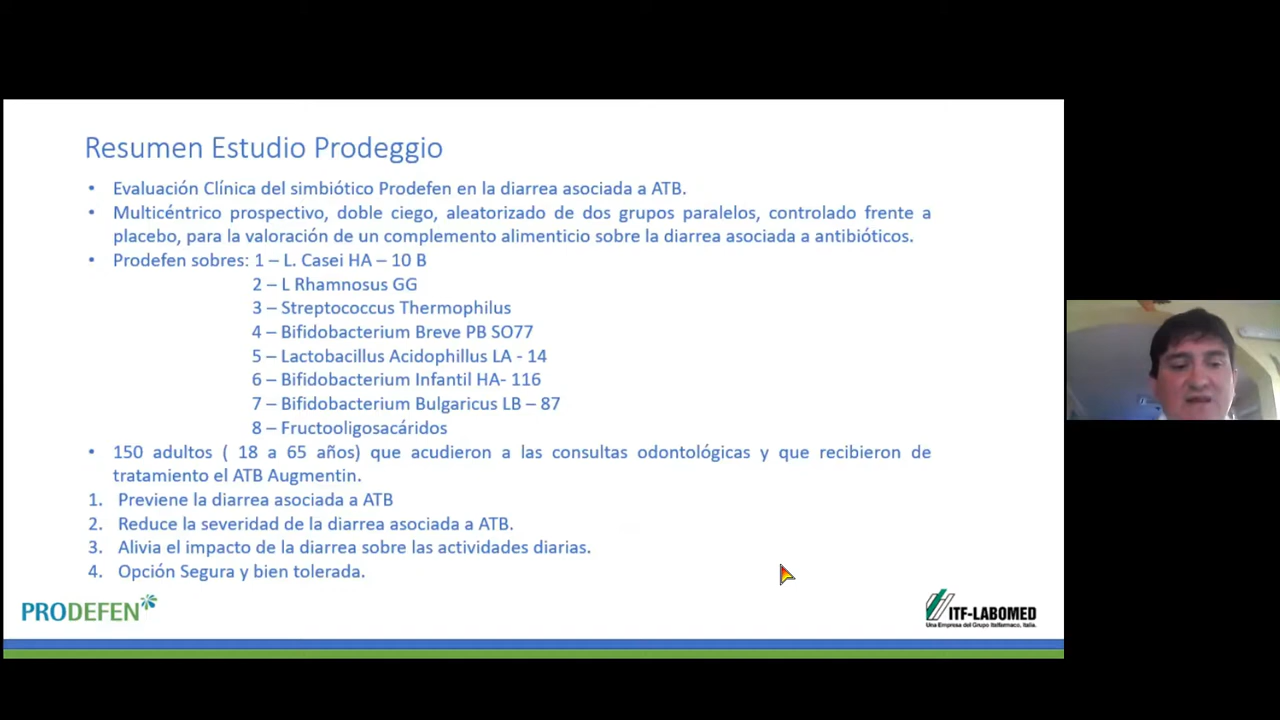 Resumen Estudio Prodeggio
• Evaluación Clínica del simbiótico Prodefen en la diarrea asociada a ATB.
• Multicéntrico prospectivo, doble ciego, aleatorizado de dos grupos paralelos, controlado frente a
placebo, para la valoración de un complemento alimenticio sobre la diarrea asociada a antibióticos.
• Prodefen sobres: 1 – L. Casei HA – 10 B
2 – L Rhamnosus GG
3 – Streptococcus Thermophilus
4 – Bifidobacterium Breve PB SO77
5 – Lactobacillus Acidophillus LA - 14
6 – Bifidobacterium Infantil HA- 116
7 – Bifidobacterium Bulgaricus LB – 87
8 – Fructooligosacáridos
• 150 adultos ( 18 a 65 años) que acudieron a las consultas odontológicas y que recibieron de
tratamiento el ATB Augmentin.
1. Previene la diarrea asociada a ATB
2. Reduce la severidad de la diarrea asociada a ATB.
3. Alivia el impacto de la diarrea sobre las actividades diarias.
4. Opción Segura y bien tolerada.
PRODEFEN
ITF-LABOMED
Una Empresa del Grupo Italfarmaco, Italia.